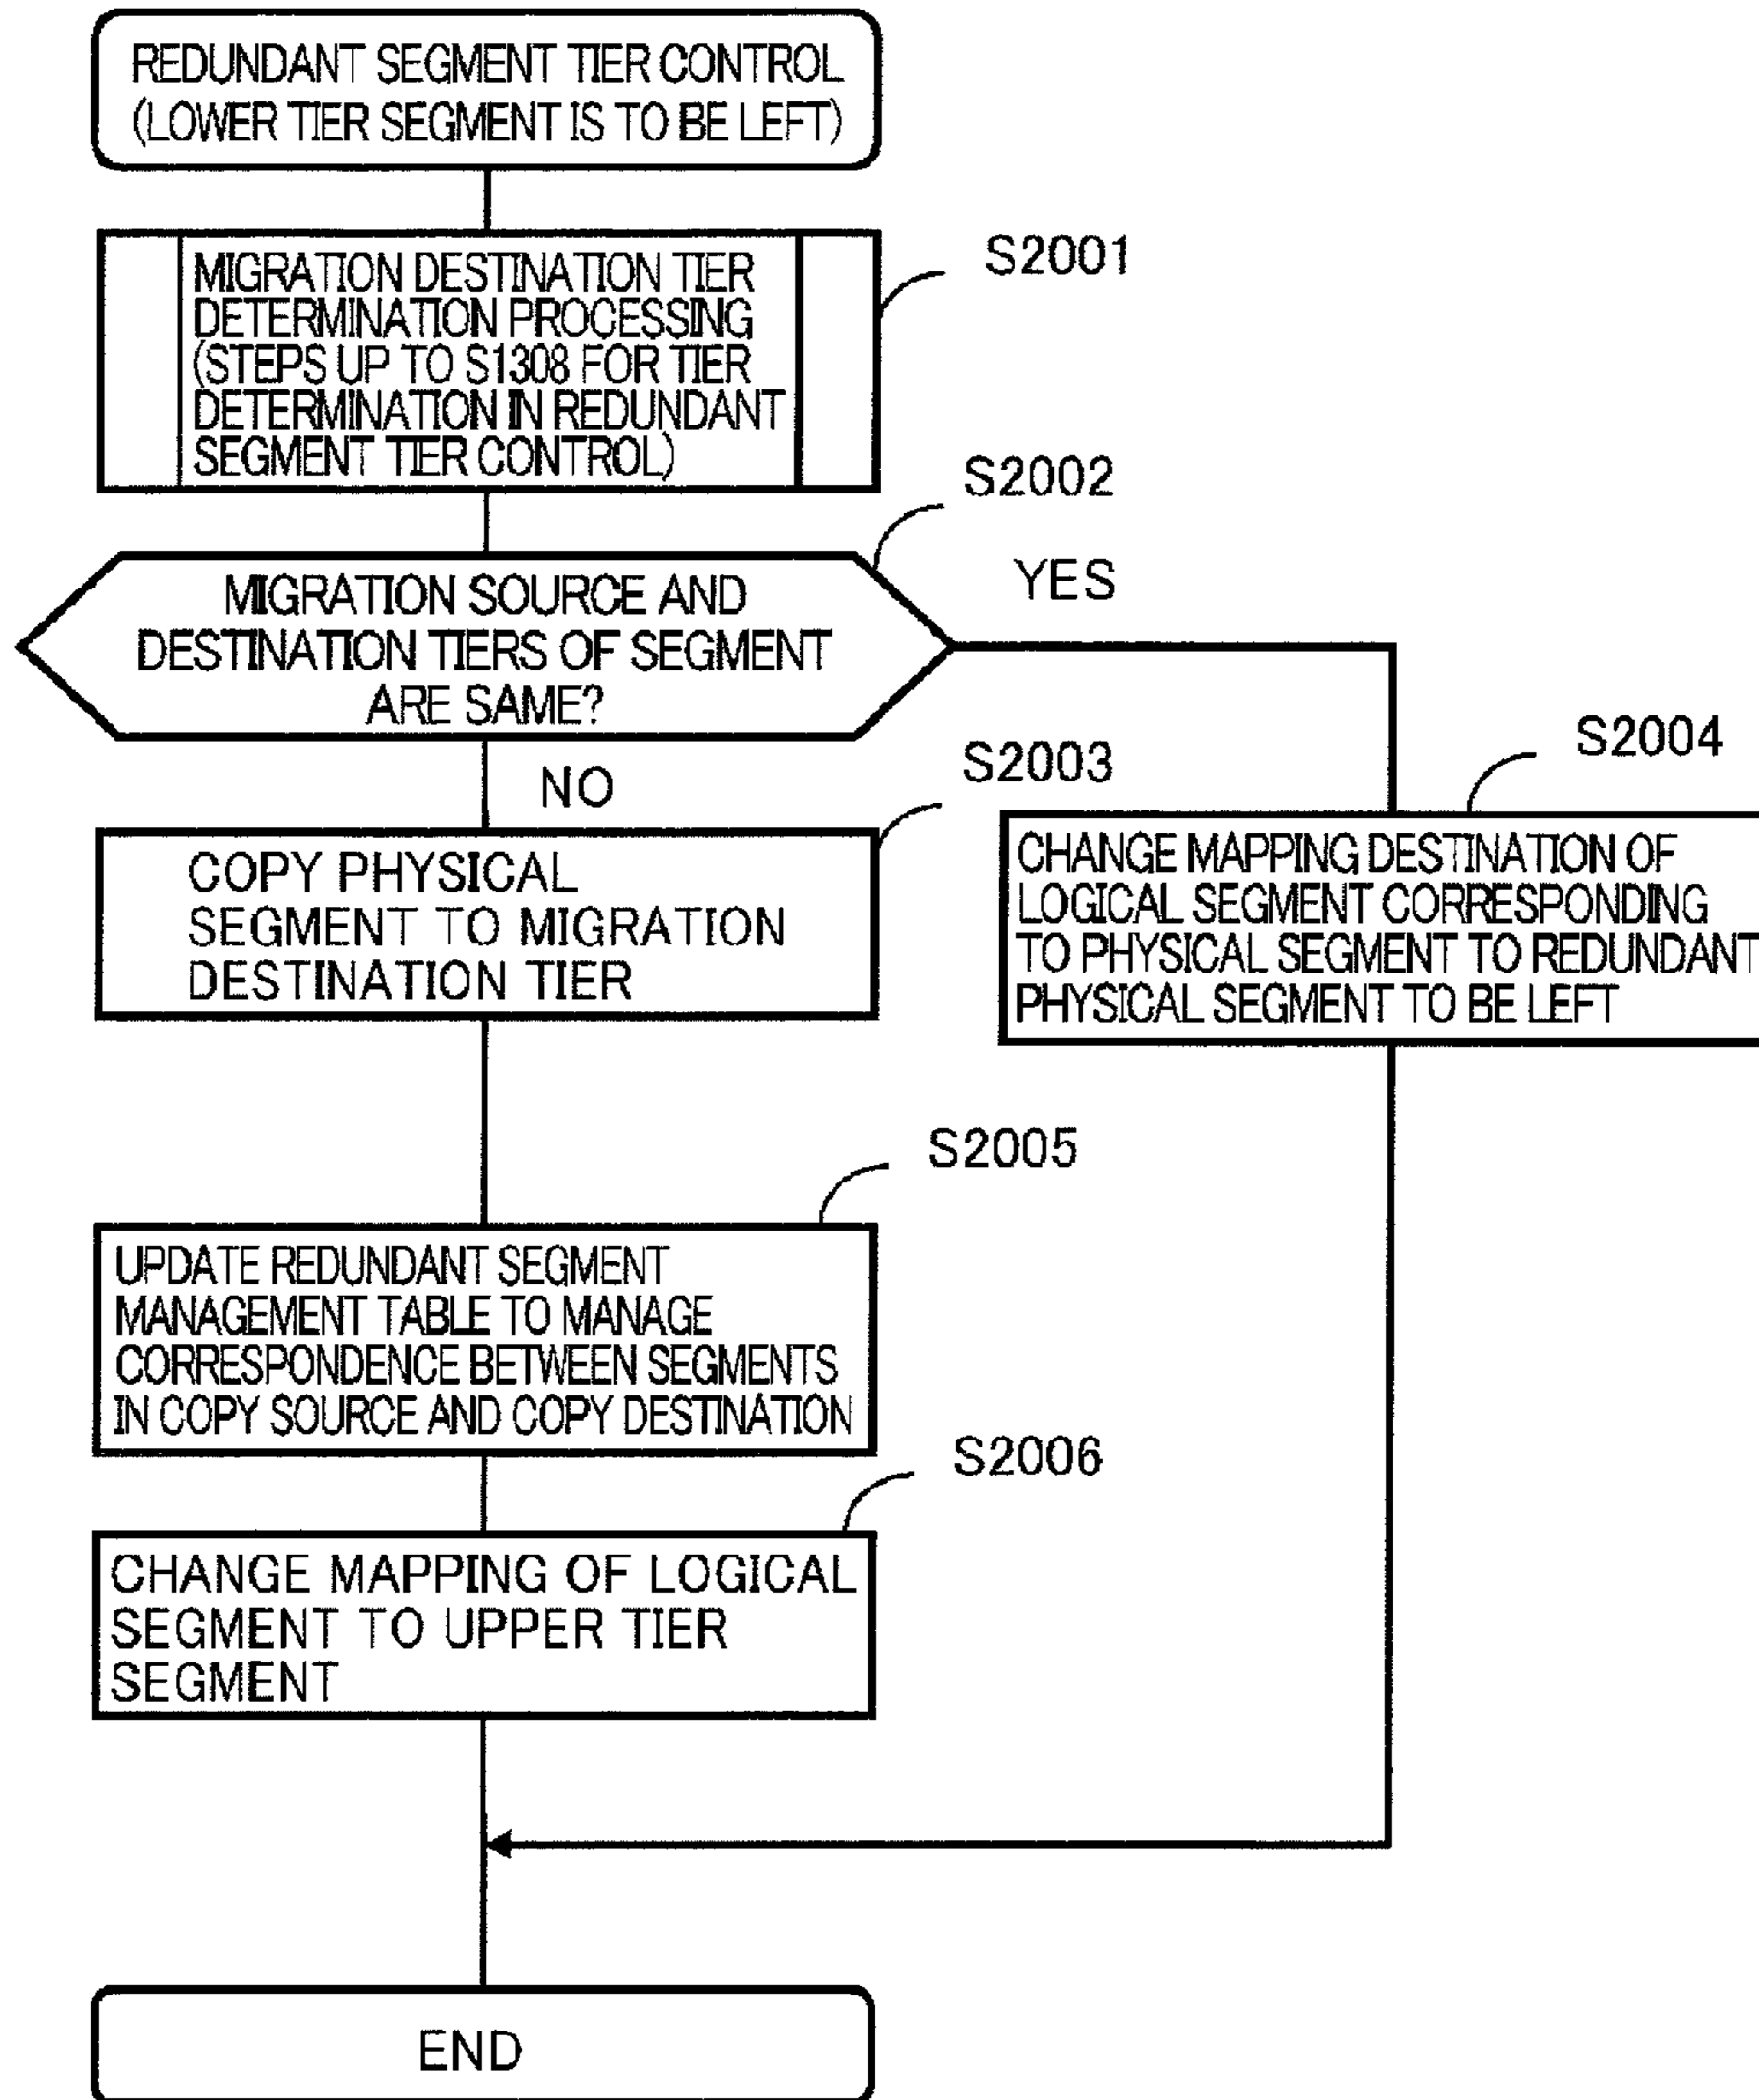 REDUNDANT SEGMENT TIER CONTROL
(LOWER TIER SEGMENT IS TO BE LEFT)
S2001
MIGRATION DESTINATION TIER
DETERMINATION PROCESSING
(STEPS UP TO S1308 FOR TIER
DETERMINATION IN REDUNDANT
SEGMENT TIER CONTROL)
S2002
MIGRATION SOURCE AND
DESTINATION TIERS OF SEGMENT
ARE SAME?
YES
NO
S2003
COPY PHYSICAL
SEGMENT TO MIGRATION
DESTINATION TIER
S2004
CHANGE MAPPING DESTINATION OF
LOGICAL SEGMENT CORRESPONDING
TO PHYSICAL SEGMENT TO REDUNDANT
PHYSICAL SEGMENT TO BE LEFT
S2005
UPDATE REDUNDANT SEGMENT
MANAGEMENT TABLE TO MANAGE
CORRESPONDENCE BETWEEN SEGMENTS
IN COPY SOURCE AND COPY DESTINATION
S2006
CHANGE MAPPING OF LOGICAL
SEGMENT TO UPPER TIER
SEGMENT
END